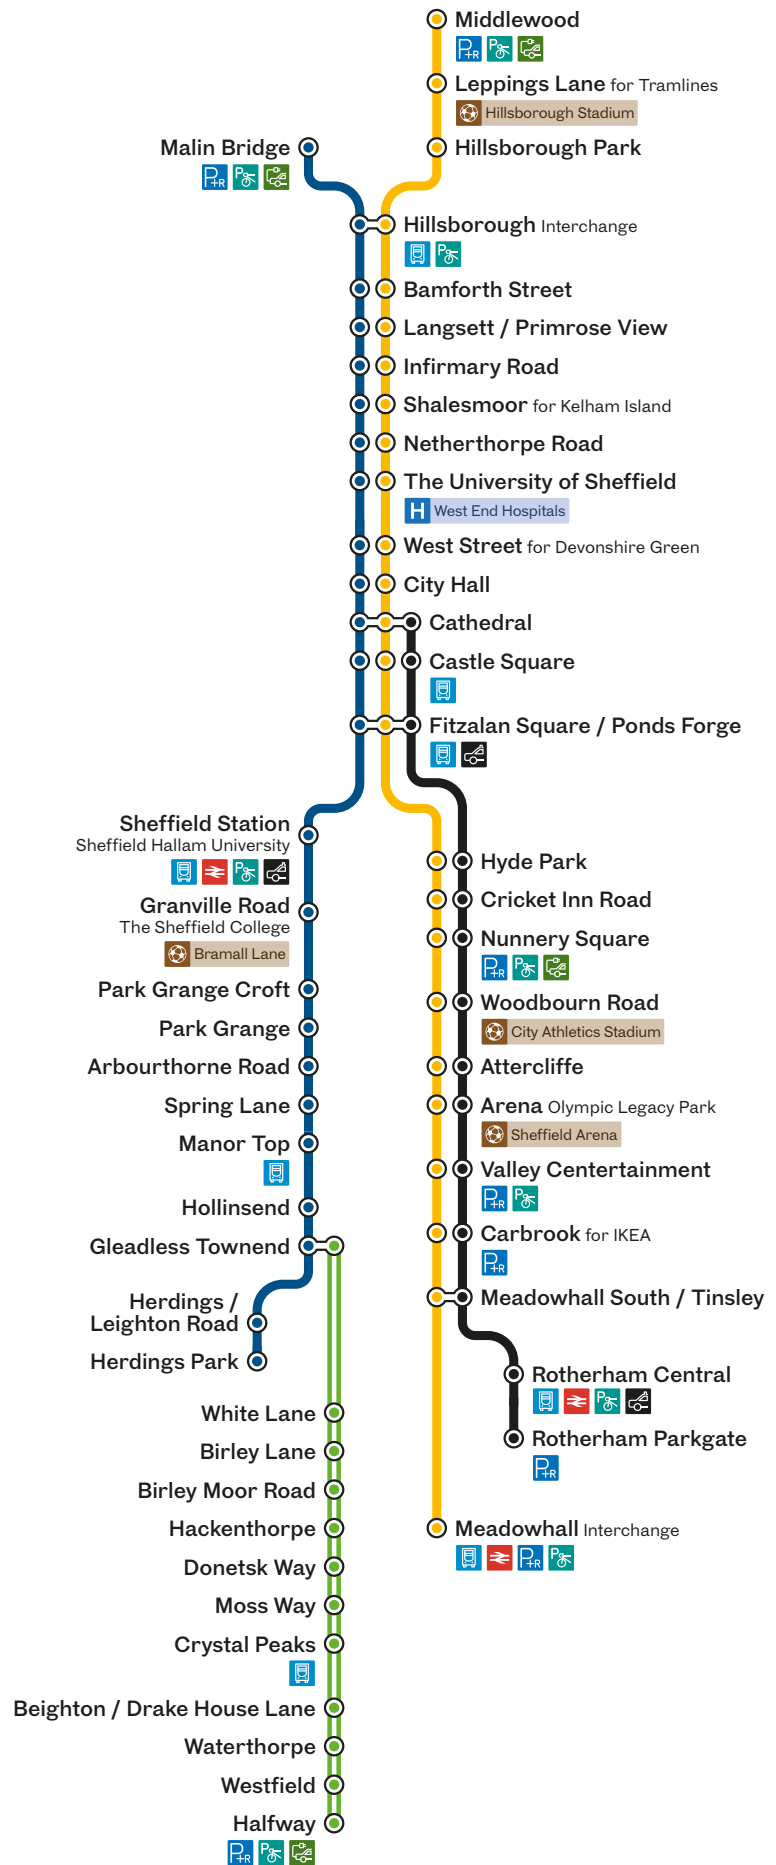 Middlewood
P+R P
Leppings Lane for Tramlines
Hillsborough Stadium
Malin Bridge
P+R P
Hillsborough Park
Hillsborough Interchange
P
Bamforth Street
Langsett / Primrose View
Infirmary Road
Shalesmoor for Kelham Island
Netherthorpe Road
The University of Sheffield
H West End Hospitals
West Street for Devonshire Green
City Hall
Cathedral
Castle Square
Fitzalan Square / Ponds Forge
Sheffield Station
Sheffield Hallam University
P
Hyde Park
Cricket Inn Road
Granville Road
The Sheffield College
Bramall Lane
Nunnery Square
P+R P
Park Grange Croft
Woodbourn Road
City Athletics Stadium
Park Grange
Arbourthorne Road
Attercliffe
Spring Lane
Arena Olympic Legacy Park
Sheffield Arena
Manor Top
Valley Centertainment
P+R P
Hollinsend
Carbrook for IKEA
P+R
Gleadless Townend
Meadowhall South / Tinsley
Herdings /
Leighton Road
Herdings Park
Rotherham Central
P
White Lane
Rotherham Parkgate
P+R
Birley Lane
Birley Moor Road
Hackenthorpe
Meadowhall Interchange
P+R P
Donetsk Way
Moss Way
Crystal Peaks
Beighton / Drake House Lane
Waterthorpe
Westfield
Halfway
P+R P